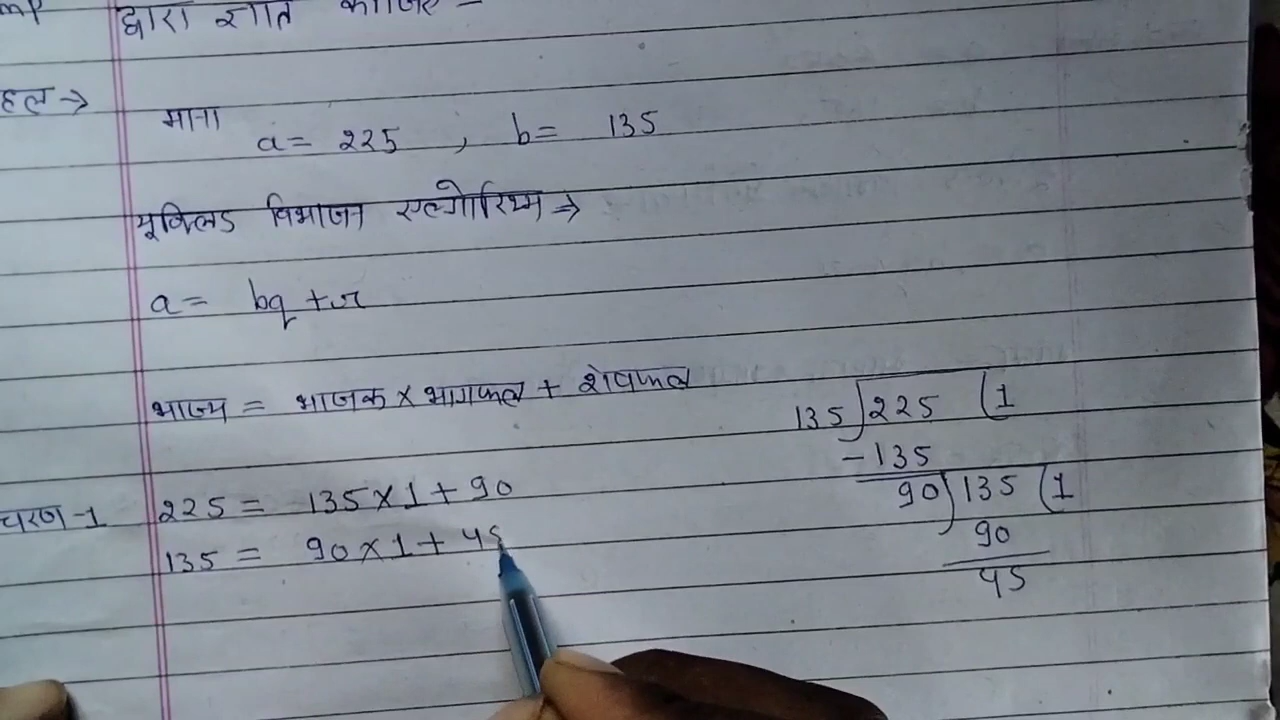 द्वारा ज्ञात कीजिए -
हल →
माना
a = 225 , b = 135
यूक्लिड विभाजन एल्गोरिथ्म ⇒
a = bq + r
भाज्य = भाजक × भागफल + शेषफल
135 225 ( 1
- 135
90 135 ( 1
90
45
चरण-1 225 = 135 × 1 + 90
135 = 90 × 1 + 45